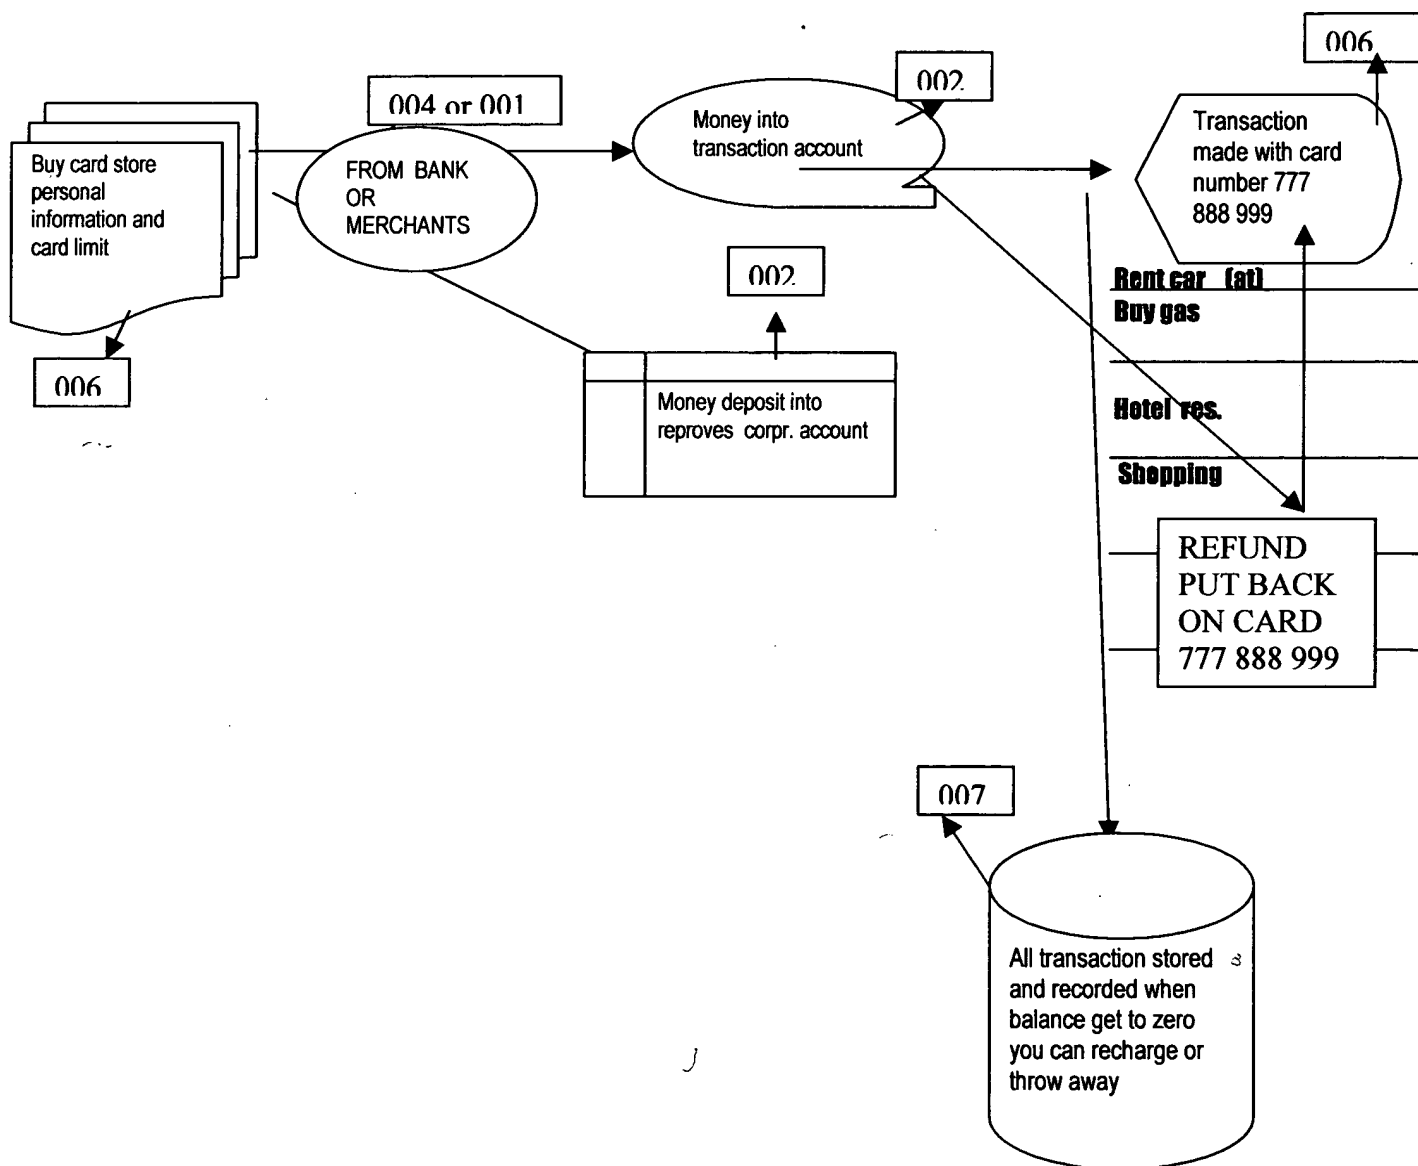 006
002
004 or 001
Buy card store
personal
information and
card limit
FROM BANK
OR
MERCHANTS
Money into
transaction account
Transaction
made with card
number 777
888 999
002
Rent car (at)
Buy gas
006
Money deposit into
reproves corpr. account
Hotel res.
Shopping
REFUND
PUT BACK
ON CARD
777 888 999
007
All transaction stored
and recorded when
balance get to zero
you can recharge or
throw away